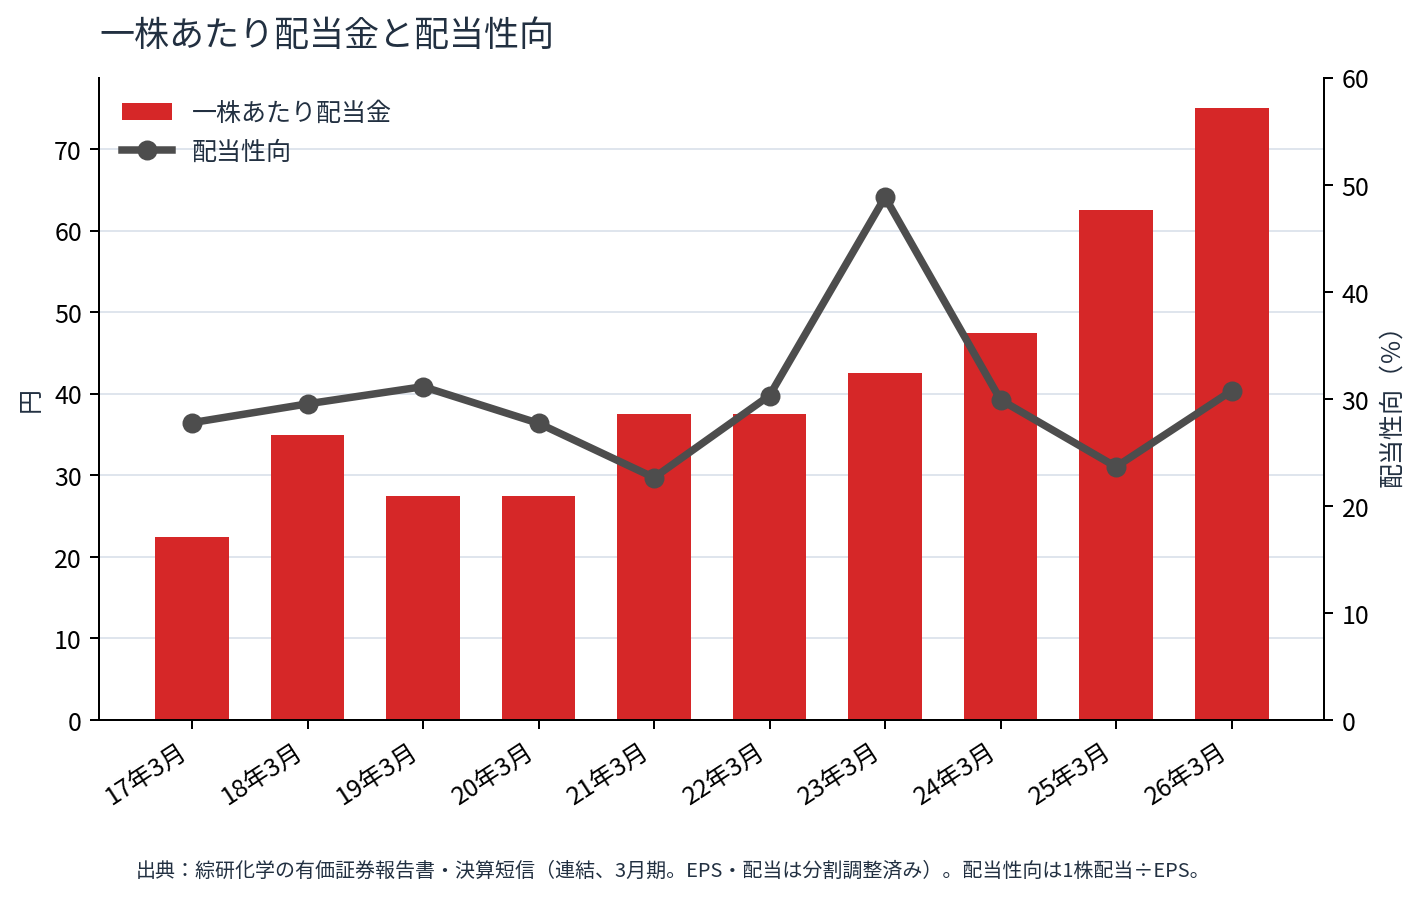 一株あたり配当金と配当性向
一株あたり配当金
配当性向
円
70
60
50
40
30
20
10
0
60
50
40
30
20
10
0
配当性向（%）
17年3月
18年3月
19年3月
20年3月
21年3月
22年3月
23年3月
24年3月
25年3月
26年3月
出典：綜研化学の有価証券報告書・決算短信（連結、3月期。EPS・配当は分割調整済み）。配当性向は1株配当÷EPS。